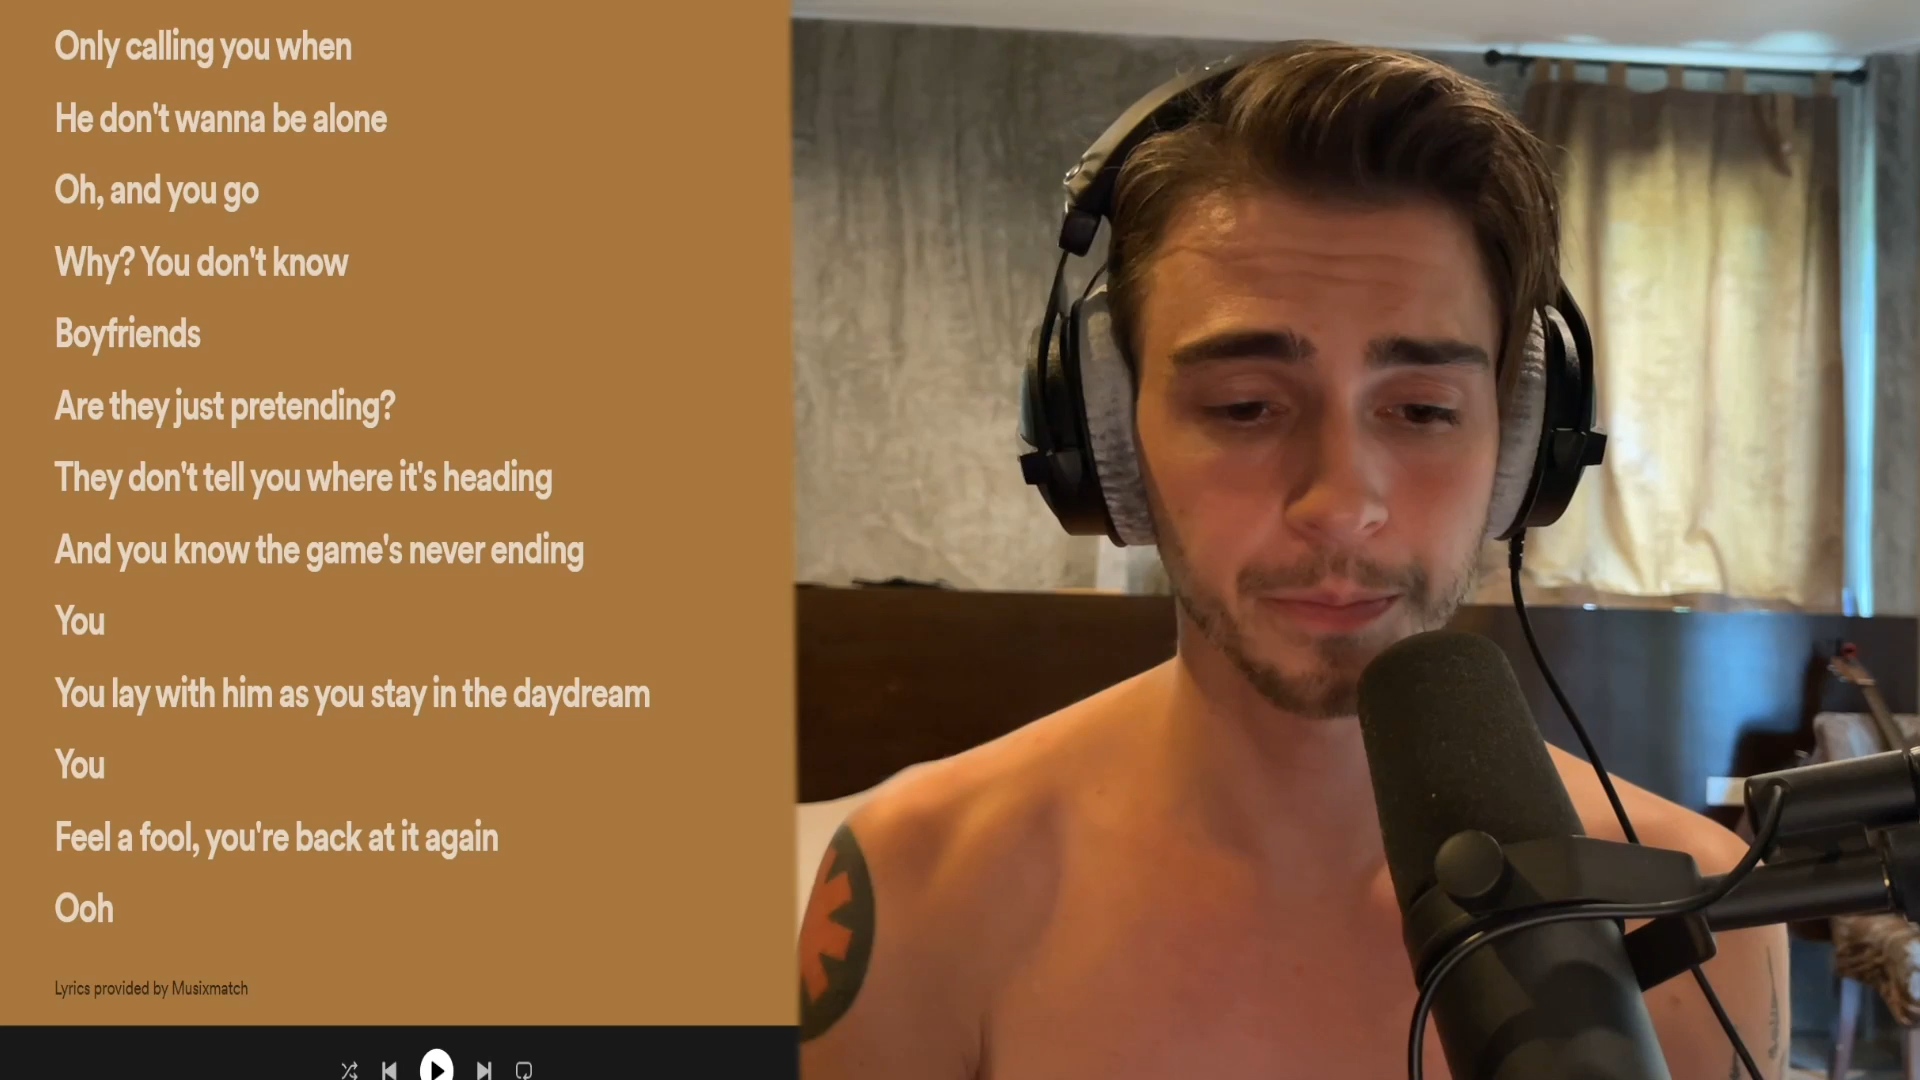 Only calling you when
He don't wanna be alone
Oh, and you go
Why? You don't know
Boyfriends
Are they just pretending?
They don't tell you where it's heading
And you know the game's never ending
You
You lay with him as you stay in the daydream
You
Feel a fool, you're back at it again
Ooh
Lyrics provided by Musixmatch